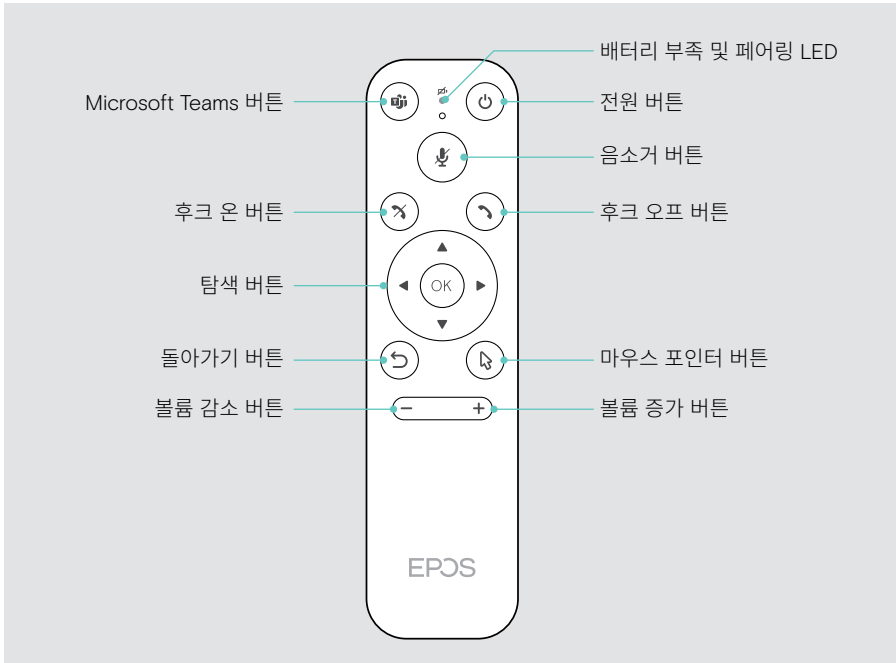 배터리 부족 및 페어링 LED
Microsoft Teams 버튼
전원 버튼
음소거 버튼
후크 온 버튼
후크 오프 버튼
탐색 버튼
OK
돌아가기 버튼
마우스 포인터 버튼
볼륨 감소 버튼
볼륨 증가 버튼
EPOS